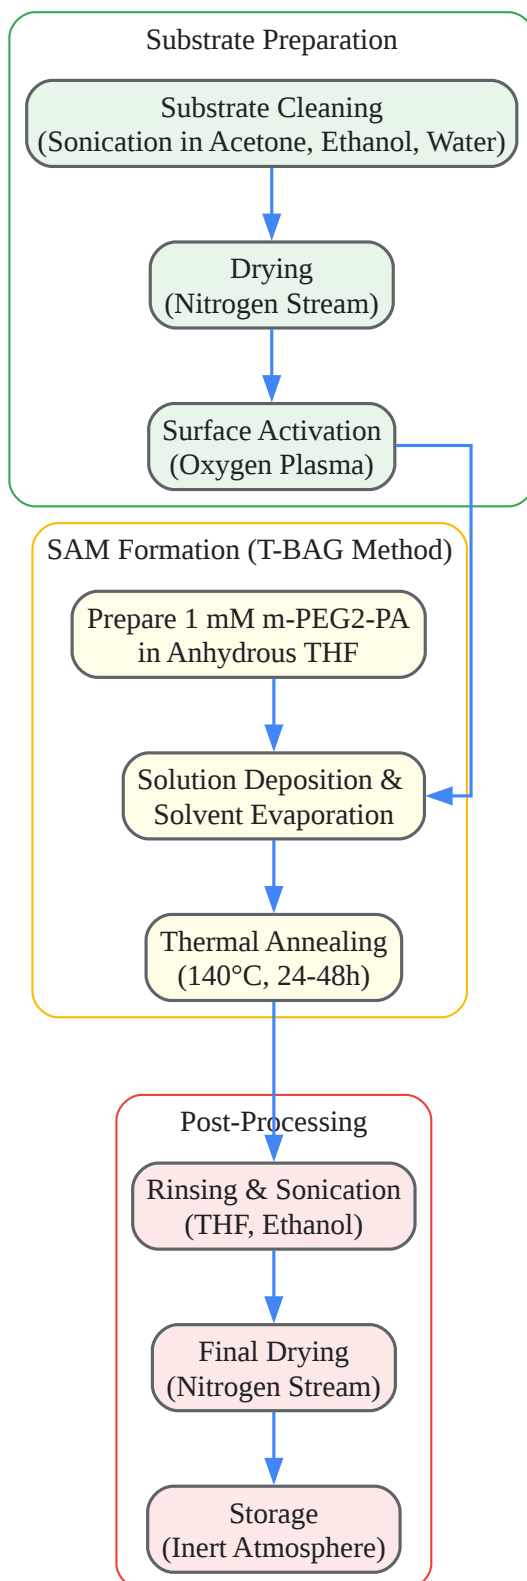 Substrate Preparation
Substrate Cleaning
(Sonication in Acetone, Ethanol, Water)
Drying
(Nitrogen Stream)
Surface Activation
(Oxygen Plasma)
SAM Formation (T-BAG Method)
Prepare 1 mM m-PEG2-PA
in Anhydrous THF
Solution Deposition &
Solvent Evaporation
Thermal Annealing
(140°C, 24-48h)
Post-Processing
Rinsing & Sonication
(THF, Ethanol)
Final Drying
(Nitrogen Stream)
Storage
(Inert Atmosphere)